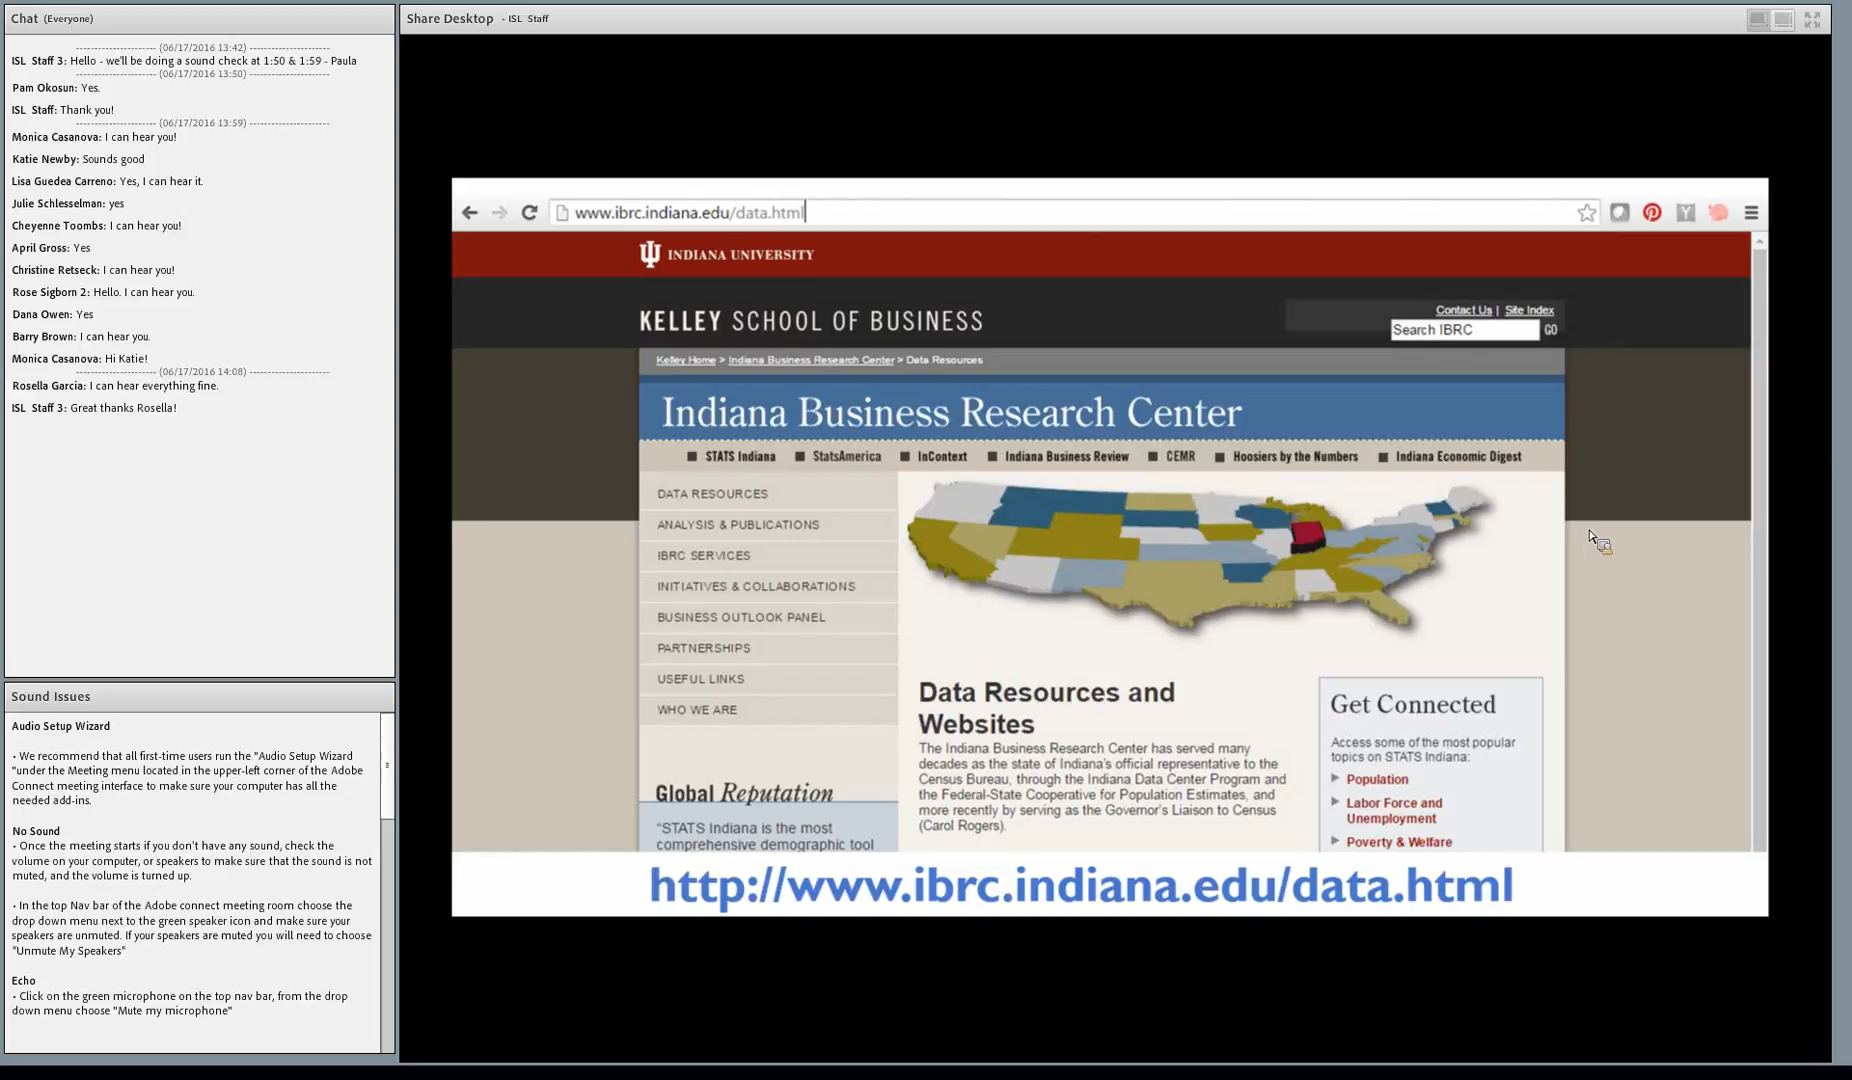 Chat (Everyone)
---------------------- (06/17/2016 13:42) ----------------------
ISL Staff 3: Hello - we'll be doing a sound check at 1:50 & 1:59 - Paula
---------------------- (06/17/2016 13:50) ----------------------
Pam Okosun: Yes.
ISL Staff: Thank you!
---------------------- (06/17/2016 13:59) ----------------------
Monica Casanova: I can hear you!
Katie Newby: Sounds good
Lisa Guedea Carreno: Yes, I can hear it.
Julie Schlesselman: yes
Cheyenne Toombs: I can hear you!
April Gross: Yes
Christine Retseck: I can hear you!
Rose Sigborn 2: Hello. I can hear you.
Dana Owen: Yes
Barry Brown: I can hear you.
Monica Casanova: Hi Katie!
---------------------- (06/17/2016 14:08) ----------------------
Rosella Garcia: I can hear everything fine.
ISL Staff 3: Great thanks Rosella!
Sound Issues
Audio Setup Wizard
• We recommend that all first-time users run the "Audio Setup Wizard
"under the Meeting menu located in the upper-left corner of the Adobe
Connect meeting interface to make sure your computer has all the
needed add-ins.
No Sound
• Once the meeting starts if you don't have any sound, check the
volume on your computer, or speakers to make sure that the sound is not
muted, and the volume is turned up.
• In the top Nav bar of the Adobe connect meeting room choose the
drop down menu next to the green speaker icon and make sure your
speakers are unmuted. If your speakers are muted you will need to choose
"Unmute My Speakers"
Echo
• Click on the green microphone on the top nav bar, from the drop
down menu choose "Mute my microphone"
Share Desktop - ISL Staff
www.ibrc.indiana.edu/data.html
INDIANA UNIVERSITY
KELLEY SCHOOL OF BUSINESS
Contact Us | Site Index
Search IBRC GO
Kelley Home > Indiana Business Research Center > Data Resources
Indiana Business Research Center
STATS Indiana StatsAmerica InContext Indiana Business Review CEMR Hoosiers by the Numbers Indiana Economic Digest
DATA RESOURCES
ANALYSIS & PUBLICATIONS
IBRC SERVICES
INITIATIVES & COLLABORATIONS
BUSINESS OUTLOOK PANEL
PARTNERSHIPS
USEFUL LINKS
WHO WE ARE
Global Reputation
"STATS Indiana is the most
comprehensive demographic tool
Data Resources and
Websites
The Indiana Business Research Center has served many
decades as the state of Indiana's official representative to the
Census Bureau, through the Indiana Data Center Program and
the Federal-State Cooperative for Population Estimates, and
more recently by serving as the Governor's Liaison to Census
(Carol Rogers).
Get Connected
Access some of the most popular
topics on STATS Indiana:
Population
Labor Force and
Unemployment
Poverty & Welfare
http://www.ibrc.indiana.edu/data.html